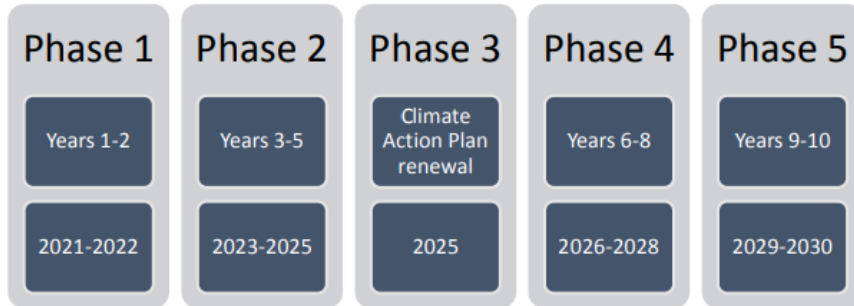 Phase 1
Years 1-2
2021-2022
Phase 2
Years 3-5
2023-2025
Phase 3
Climate
Action Plan
renewal
2025
Phase 4
Years 6-8
2026-2028
Phase 5
Years 9-10
2029-2030